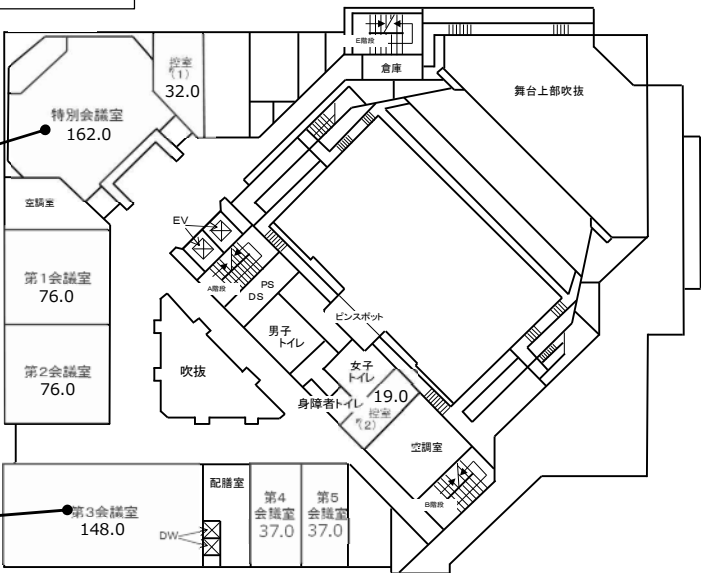 E階段
倉庫
控室
(1)
32.0
舞台上部吹抜
特別会議室
162.0
空調室
EV
第1会議室
76.0
A階段
PS
DS
ピンスポット
男子
トイレ
第2会議室
76.0
吹抜
女子
トイレ
身障者トイレ
19.0
控室
(2)
空調室
配膳室
B階段
第3会議室
148.0
第4
会議室
37.0
第5
会議室
37.0
DW